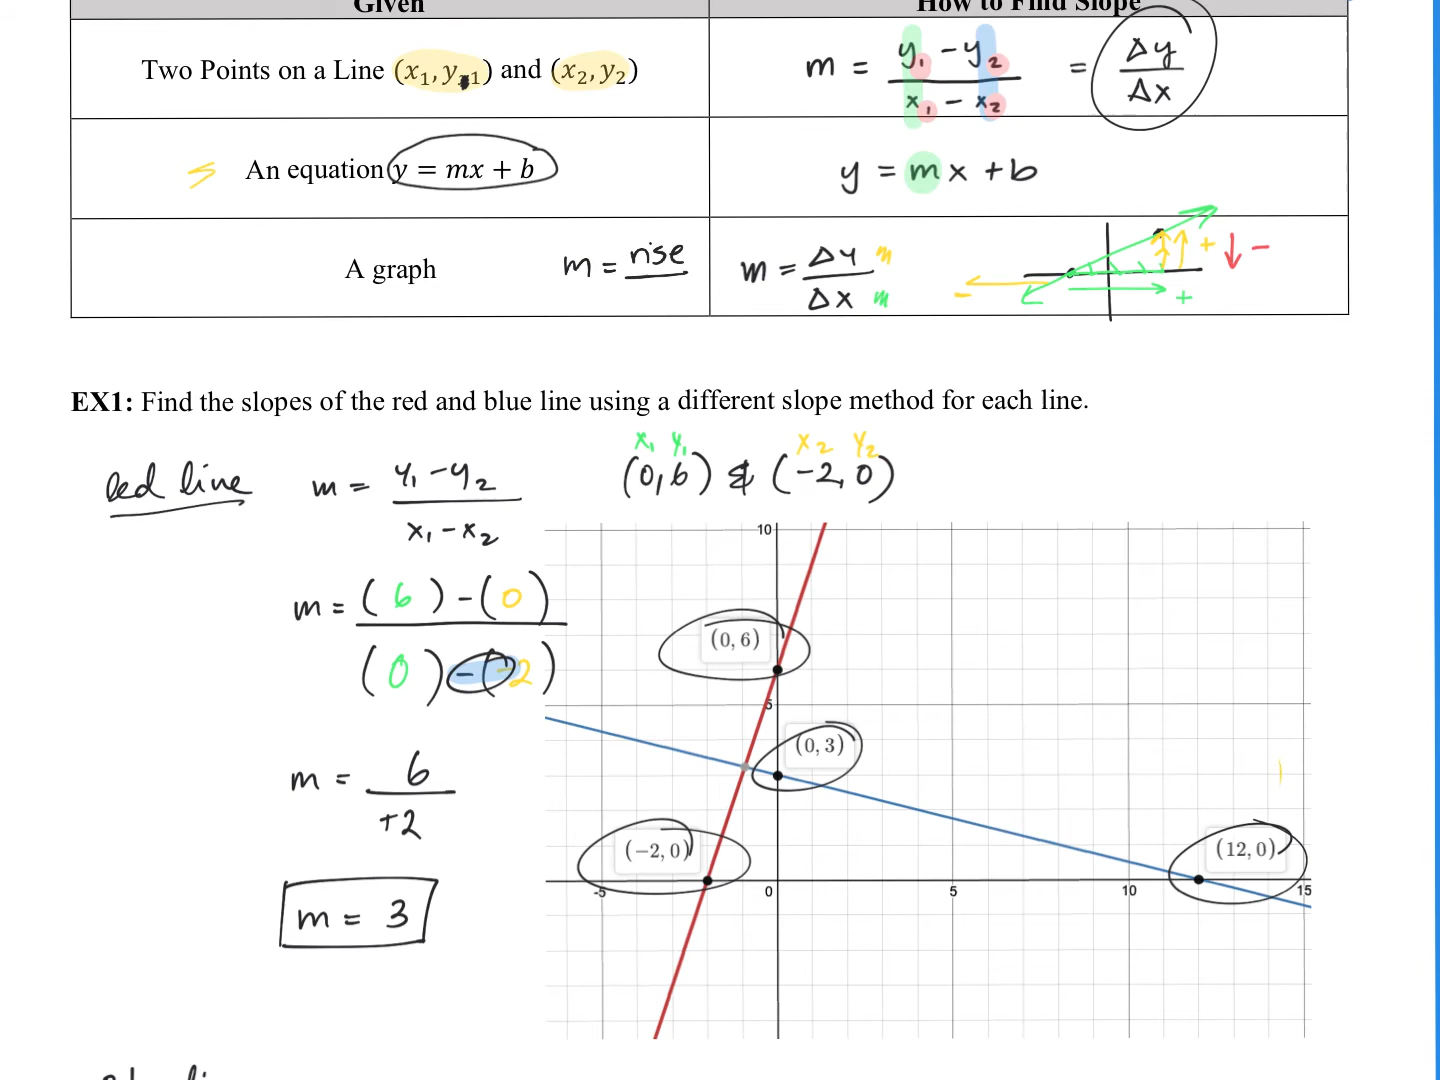 Given How to Find Slope
Two Points on a Line (x₁, y₁1) and (x₂, y₂) m = y₁ - y₂ / x₁ - x₂ = Δy / Δx
An equation y = mx + b y = mx + b
A graph m = rise m = Δy / Δx m m + - - +
EX1: Find the slopes of the red and blue line using a different slope method for each line.
x₁ y₁ x₂ y₂
Red line m = y₁ - y₂ / x₁ - x₂ (0, 6) & (-2, 0)
m = (6) - (0) / (0) - (-2)
m = 6 / +2
m = 3
10
(0, 6)
5
(0, 3)
(−2, 0) (12, 0)
-5 0 5 10 15